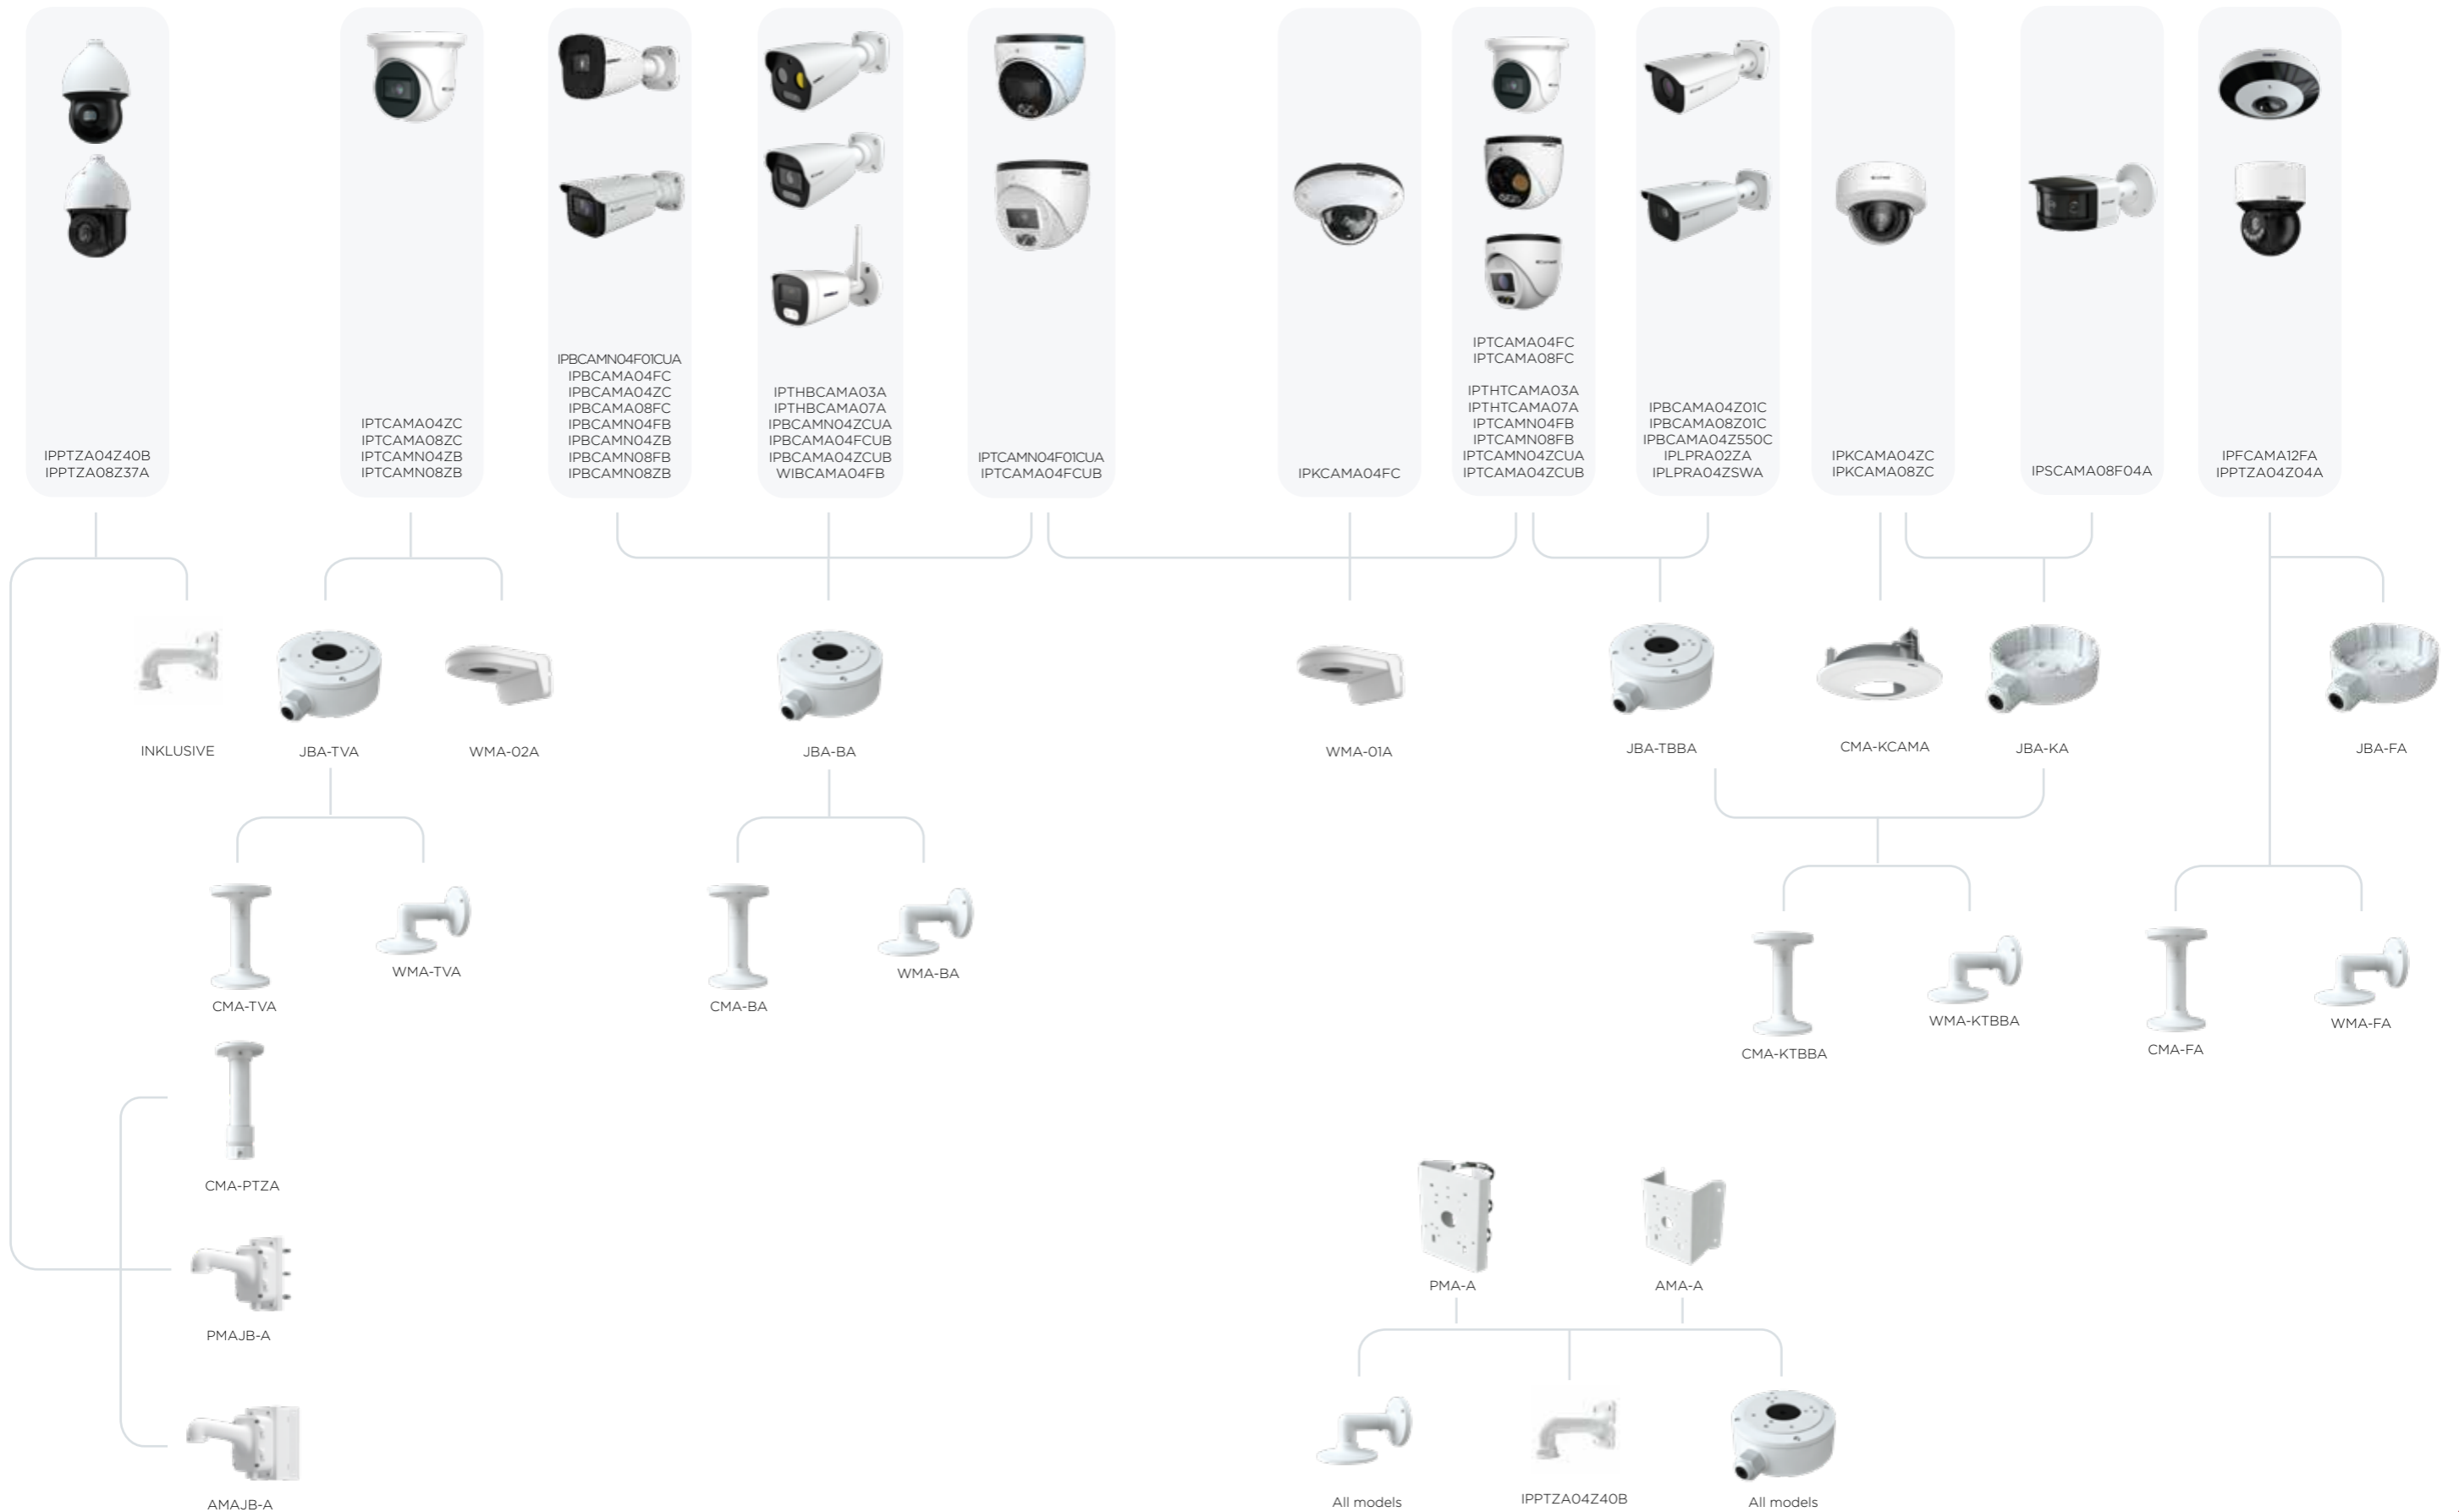 IPPTZA04Z40B
IPPTZA08Z37A
IPTCAMA04ZC
IPTCAMA08ZC
IPTCAMN04ZB
IPTCAMN08ZB
IPBCAMN04F01CUA
IPBCAMA04FC
IPBCAMA04ZC
IPBCAMA08FC
IPBCAMN04FB
IPBCAMN04ZB
IPBCAMN08FB
IPBCAMN08ZB
IPTHBCAMA03A
IPTHBCAMA07A
IPBCAMN04ZCUA
IPBCAMA04FCUB
IPBCAMA04ZCUB
WIBCAMA04FB
IPTCAMN04F01CUA
IPTCAMA04FCUB
IPKCAMA04FC
IPTCAMA04FC
IPTCAMA08FC
IPTHTCAMA03A
IPTHTCAMA07A
IPTCAMN04FB
IPTCAMN08FB
IPTCAMN04ZCUA
IPTCAMA04ZCUB
IPBCAMA04Z01C
IPBCAMA08Z01C
IPBCAMA04Z550C
IPLPRA02ZA
IPLPRA04ZSWA
IPKCAMA04ZC
IPKCAMA08ZC
IPSCAMA08F04A
IPFCAMA12FA
IPPTZA04Z04A
INKLUSIVE
JBA-TVA
WMA-02A
JBA-BA
WMA-01A
JBA-TBBA
CMA-KCAMA
JBA-KA
JBA-FA
CMA-TVA
WMA-TVA
CMA-BA
WMA-BA
CMA-KTBBA
WMA-KTBBA
CMA-FA
WMA-FA
CMA-PTZA
PMAJB-A
AMAJB-A
PMA-A
AMA-A
All models
IPPTZA04Z40B
All models